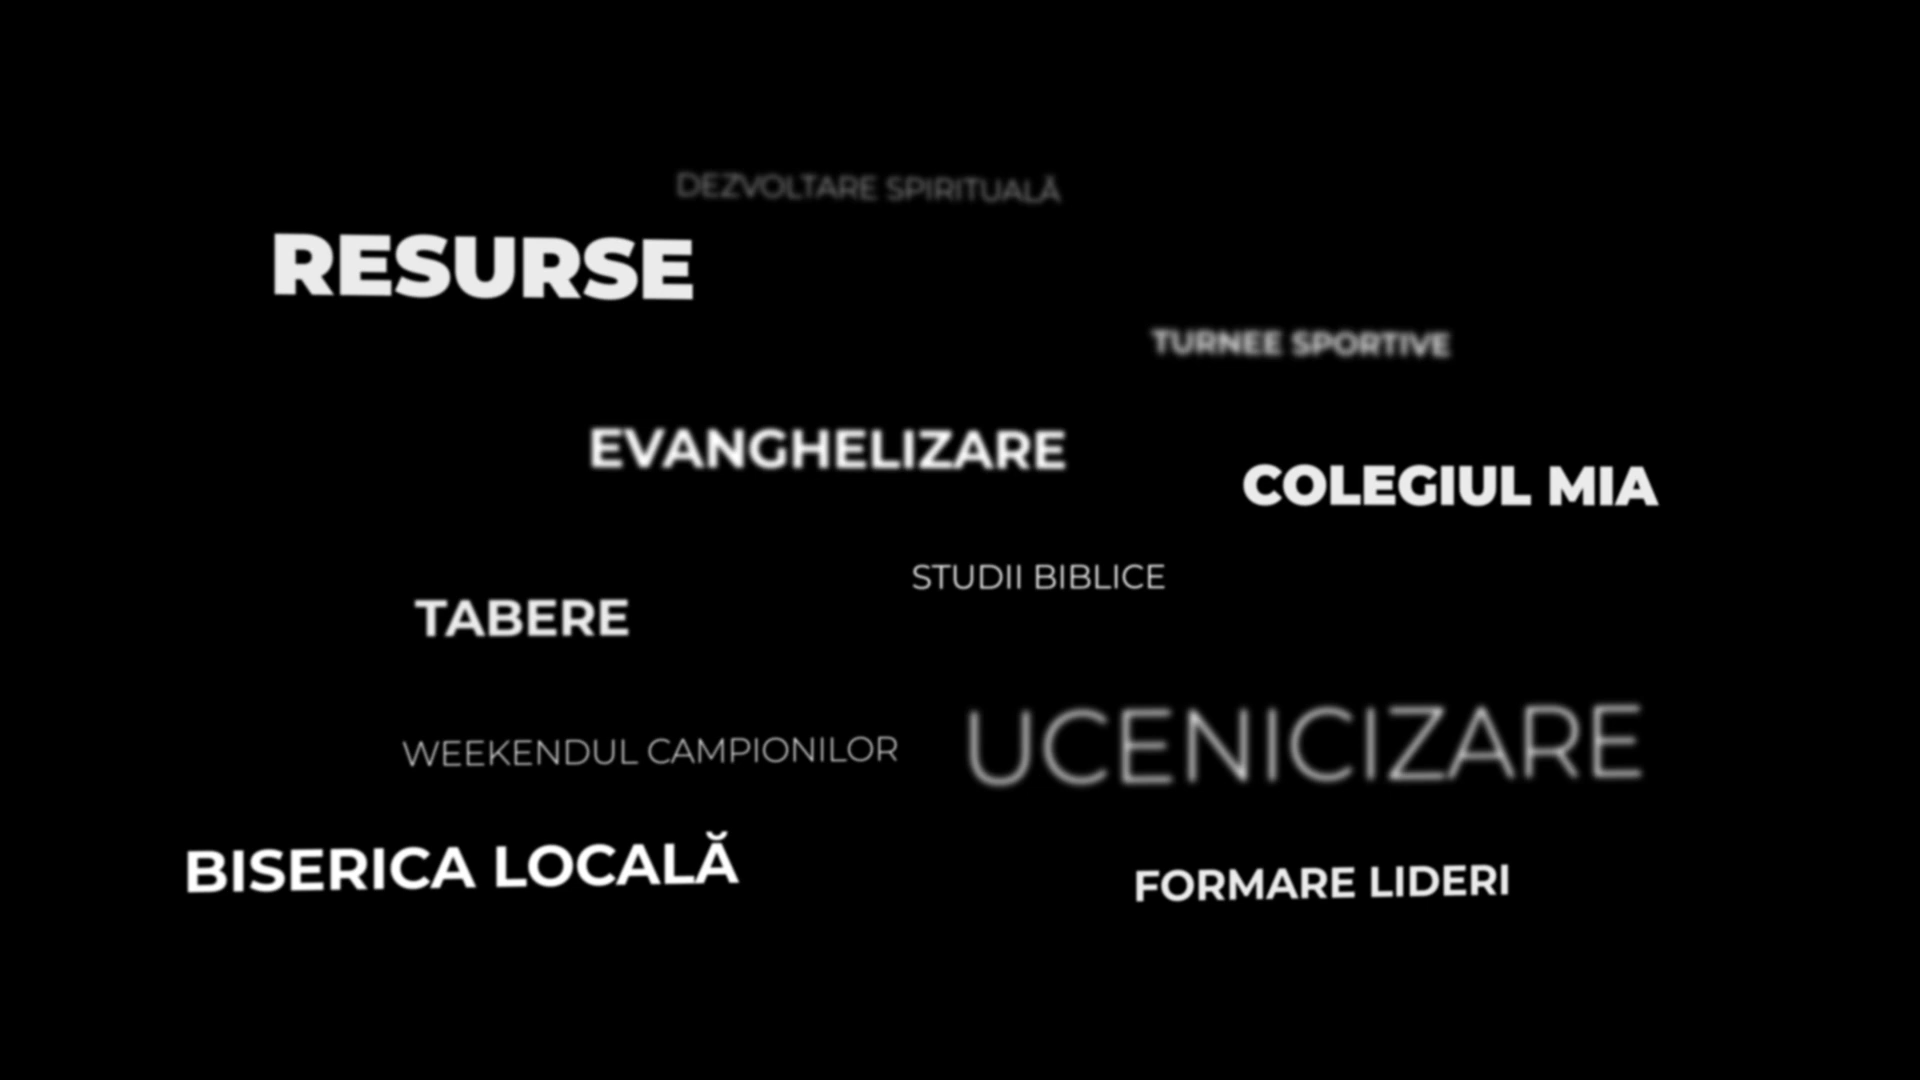 DEZVOLTARE SPIRITUALĂ
RESURSE
TURNEE SPORTIVE
EVANGHELIZARE
COLEGIUL MIA
STUDII BIBLICE
TABERE
WEEKENDUL CAMPIONILOR
UCENICIZARE
BISERICA LOCALĂ
FORMARE LIDERI